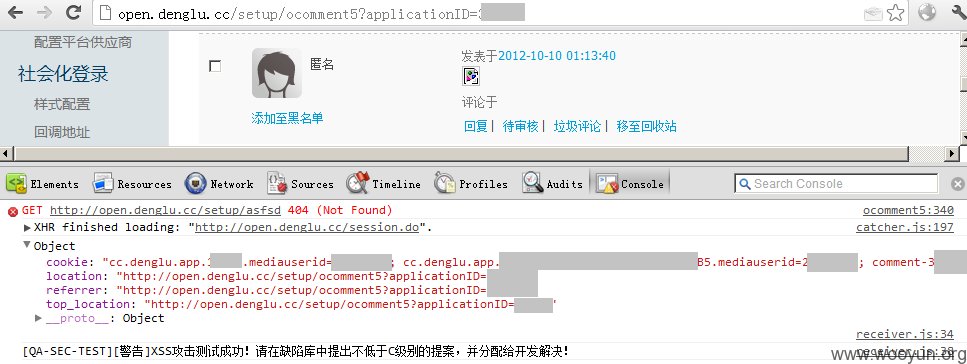 open.denglu.cc/setup/ocomment5?applicationID=3
配置平台供应商
社会化登录
样式配置
回调地址
匿名
添加至黑名单
发表于2012-10-10 01:13:40
评论于
回复| 待审核| 垃圾评论| 移至回收站
Elements Resources Network Sources Timeline Profiles Audits Console Search Console
GET http://open.denglu.cc/setup/asfsd 404 (Not Found) ocomment5:340
XHR finished loading: "http://open.denglu.cc/session.do". catcher.js:197
Object
cookie: "cc.denglu.app.1 .mediauserid= ; cc.denglu.app. B5.mediauserid=2 ; comment-3
location: "http://open.denglu.cc/setup/ocomment5?applicationID=
referrer: "http://open.denglu.cc/setup/ocomment5?applicationID=
top_location: "http://open.denglu.cc/setup/ocomment5?applicationID= "
__proto__: Object
receiver.js:34
[QA-SEC-TEST][警告]XSS攻击测试成功!请在缺陷库中提出不低于C级别的提案,并分配给开发解决! receiver.js:38
www.wooyun.org